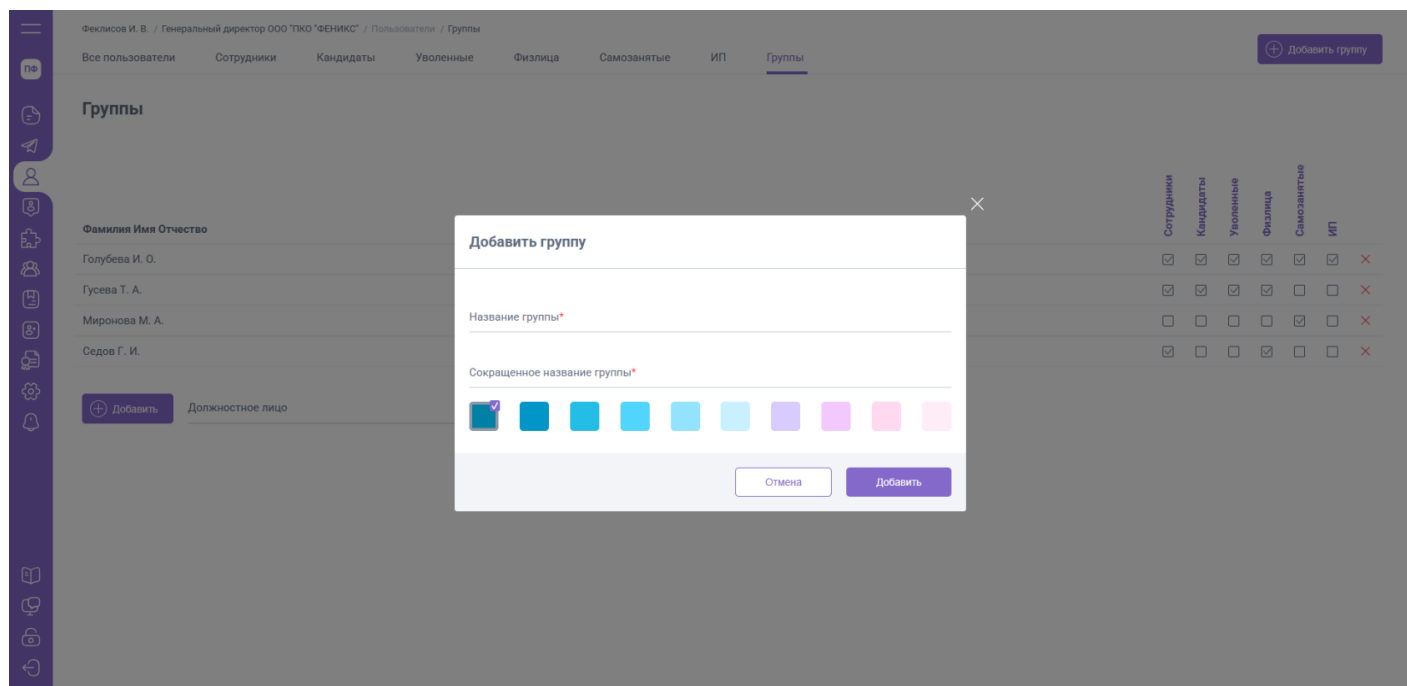 Феклисов И. В. / Генеральный директор ООО "ПКО "ФЕНИКС" / Пользователи / Группы
Все пользователи Сотрудники Кандидаты Уволенные Физлица Самозанятые ИП Группы
Добавить группу
ПФ
Группы
Фамилия Имя Отчество
Сотрудники
Кандидаты
Уволенные
Физлица
Самозанятые
ИП
Голубева И. О.
Гусева Т. А.
Миронова М. А.
Седов Г. И.
Добавить Должностное лицо
Добавить группу
Название группы*
Сокращенное название группы*
Отмена Добавить